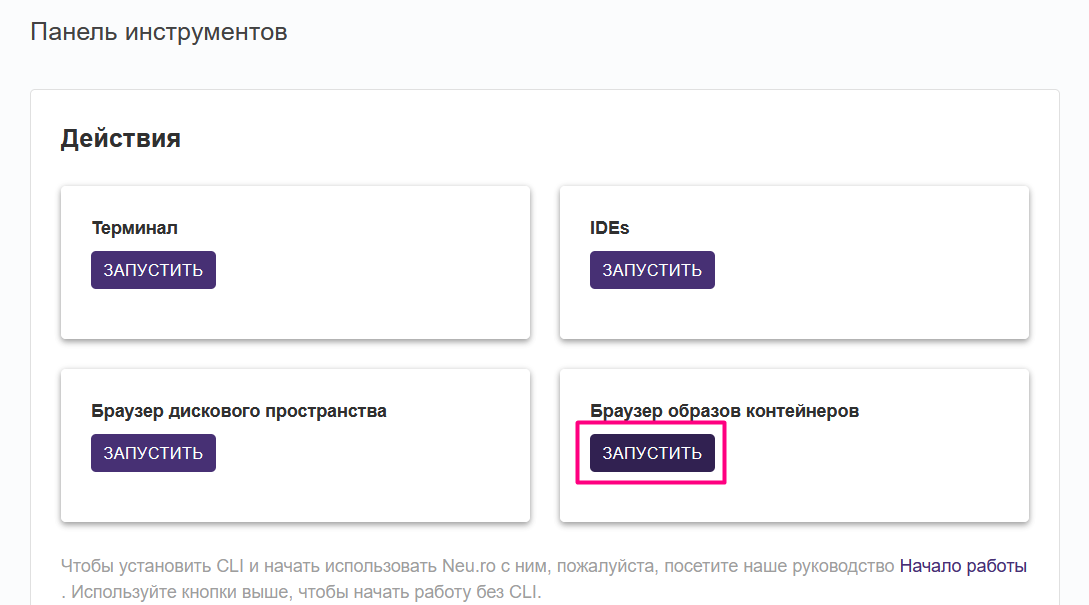 Панель инструментов
Действия
Терминал
ЗАПУСТИТЬ
IDEs
ЗАПУСТИТЬ
Браузер дискового пространства
ЗАПУСТИТЬ
Браузер образов контейнеров
ЗАПУСТИТЬ
Чтобы установить CLI и начать использовать Neu.ro с ним, пожалуйста, посетите наше руководство Начало работы
. Используйте кнопки выше, чтобы начать работу без CLI.